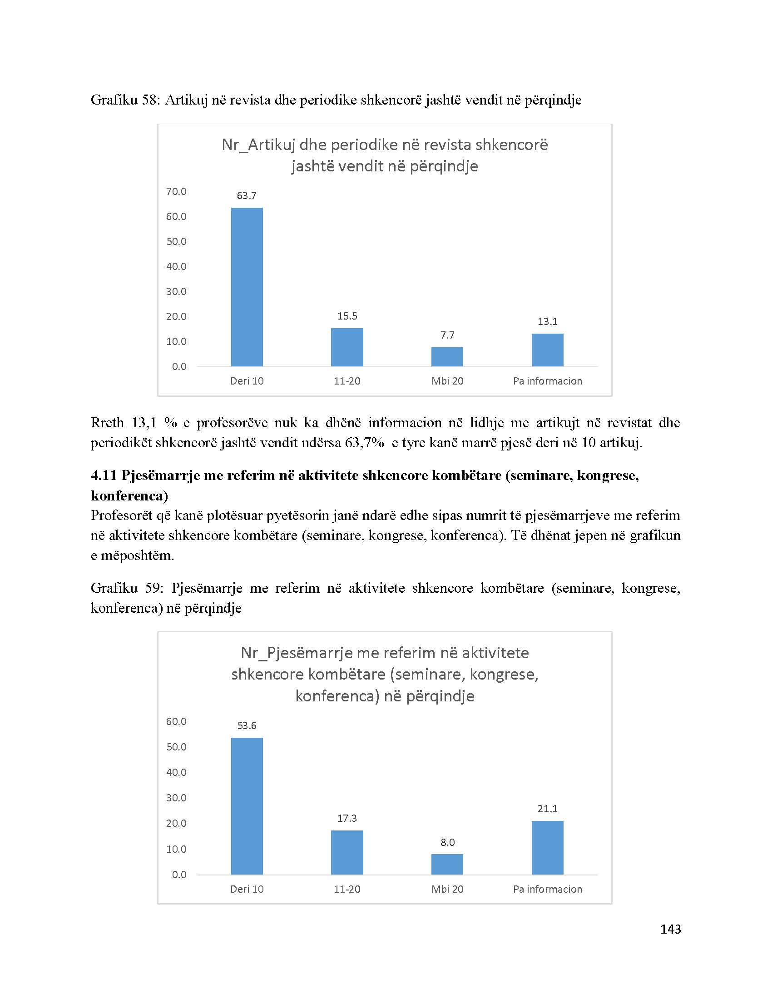 Grafiku 58: Artikuj në revista dhe periodike shkencorë jashtë vendit në përqindje
Nr_Artikuj dhe periodike në revista shkencorë
jashtë vendit në përqindje
70.0
60.0
50.0
40.0
30.0
20.0
10.0
0.0
63.7
15.5
7.7
13.1
Deri 10
11-20
Mbi 20
Pa informacion
Rreth 13,1 % e profesorëve nuk ka dhënë informacion në lidhje me artikujt në revistat dhe
periodikët shkencorë jashtë vendit ndërsa 63,7% e tyre kanë marrë pjesë deri në 10 artikuj.
4.11 Pjesëmarrje me referim në aktivitete shkencore kombëtare (seminare, kongrese,
konferenca)
Profesorët që kanë plotësuar pyetësorin janë ndarë edhe sipas numrit të pjesëmarrjeve me referim
në aktivitete shkencore kombëtare (seminare, kongrese, konferenca). Të dhënat jepen në grafikun
e mëposhtëm.
Grafiku 59: Pjesëmarrje me referim në aktivitete shkencore kombëtare (seminare, kongrese,
konferenca) në përqindje
Nr_Pjesëmarrje me referim në aktivitete
shkencore kombëtare (seminare, kongrese,
konferenca) në përqindje
60.0
50.0
40.0
30.0
20.0
10.0
0.0
53.6
17.3
8.0
21.1
Deri 10
11-20
Mbi 20
Pa informacion
143